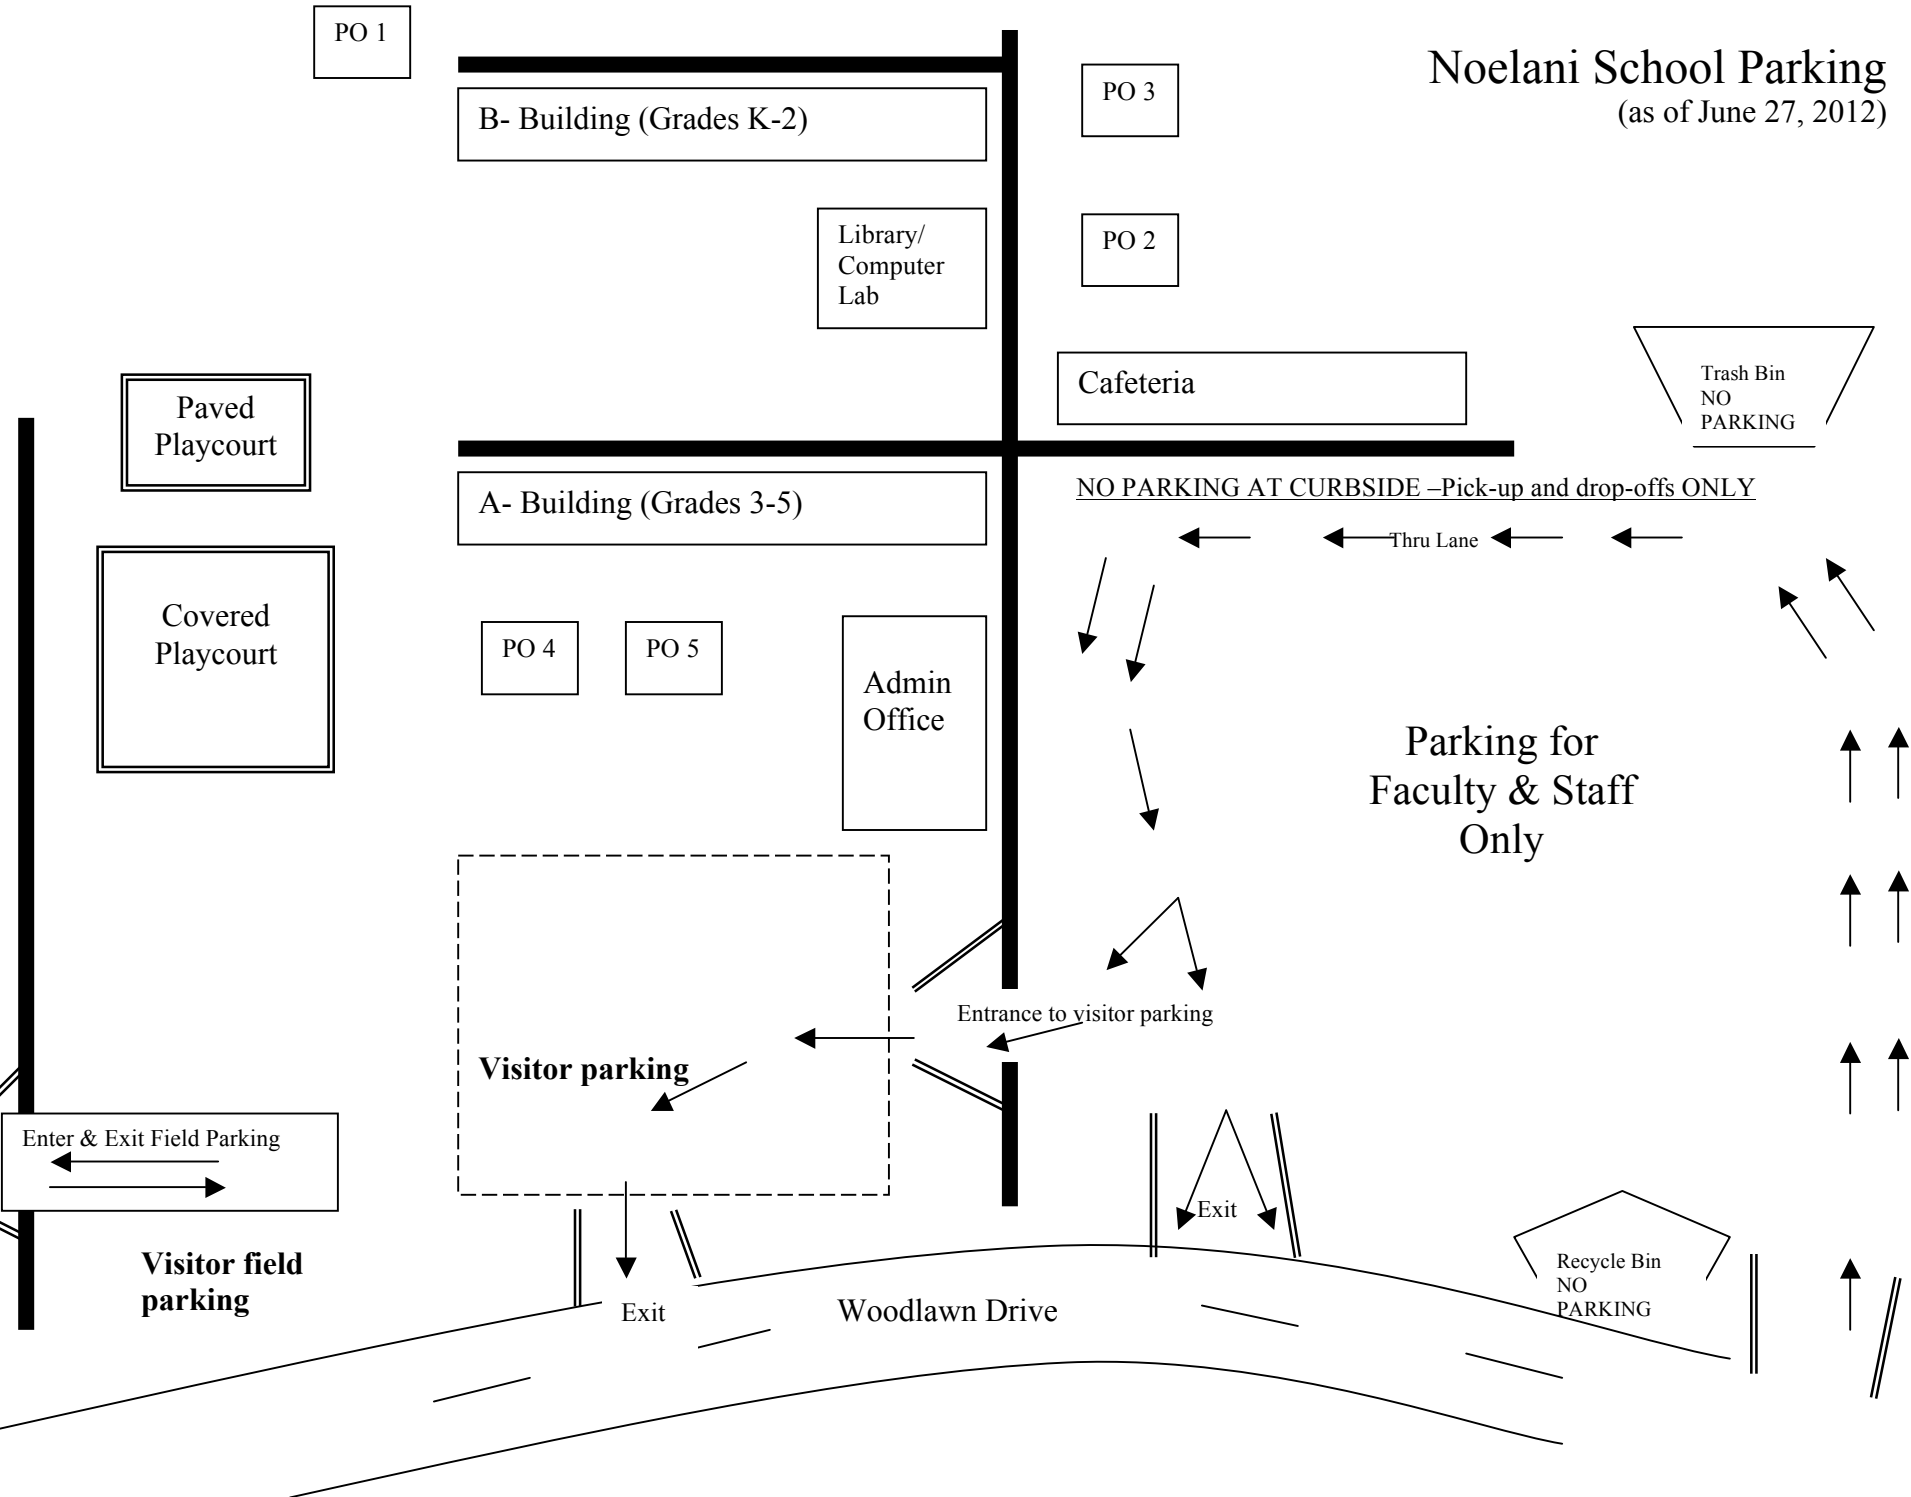 PO 1
Noelani School Parking
(as of June 27, 2012)
B- Building (Grades K-2)
PO 3
Library/
Computer
Lab
PO 2
Cafeteria
Trash Bin
NO
PARKING
Paved
Playcourt
A- Building (Grades 3-5)
NO PARKING AT CURBSIDE –Pick-up and drop-offs ONLY
Thru Lane
Covered
Playcourt
PO 4
PO 5
Admin
Office
Parking for
Faculty & Staff
Only
Entrance to visitor parking
Visitor parking
Enter & Exit Field Parking
Exit
Visitor field
parking
Recycle Bin
NO
PARKING
Exit
Woodlawn Drive